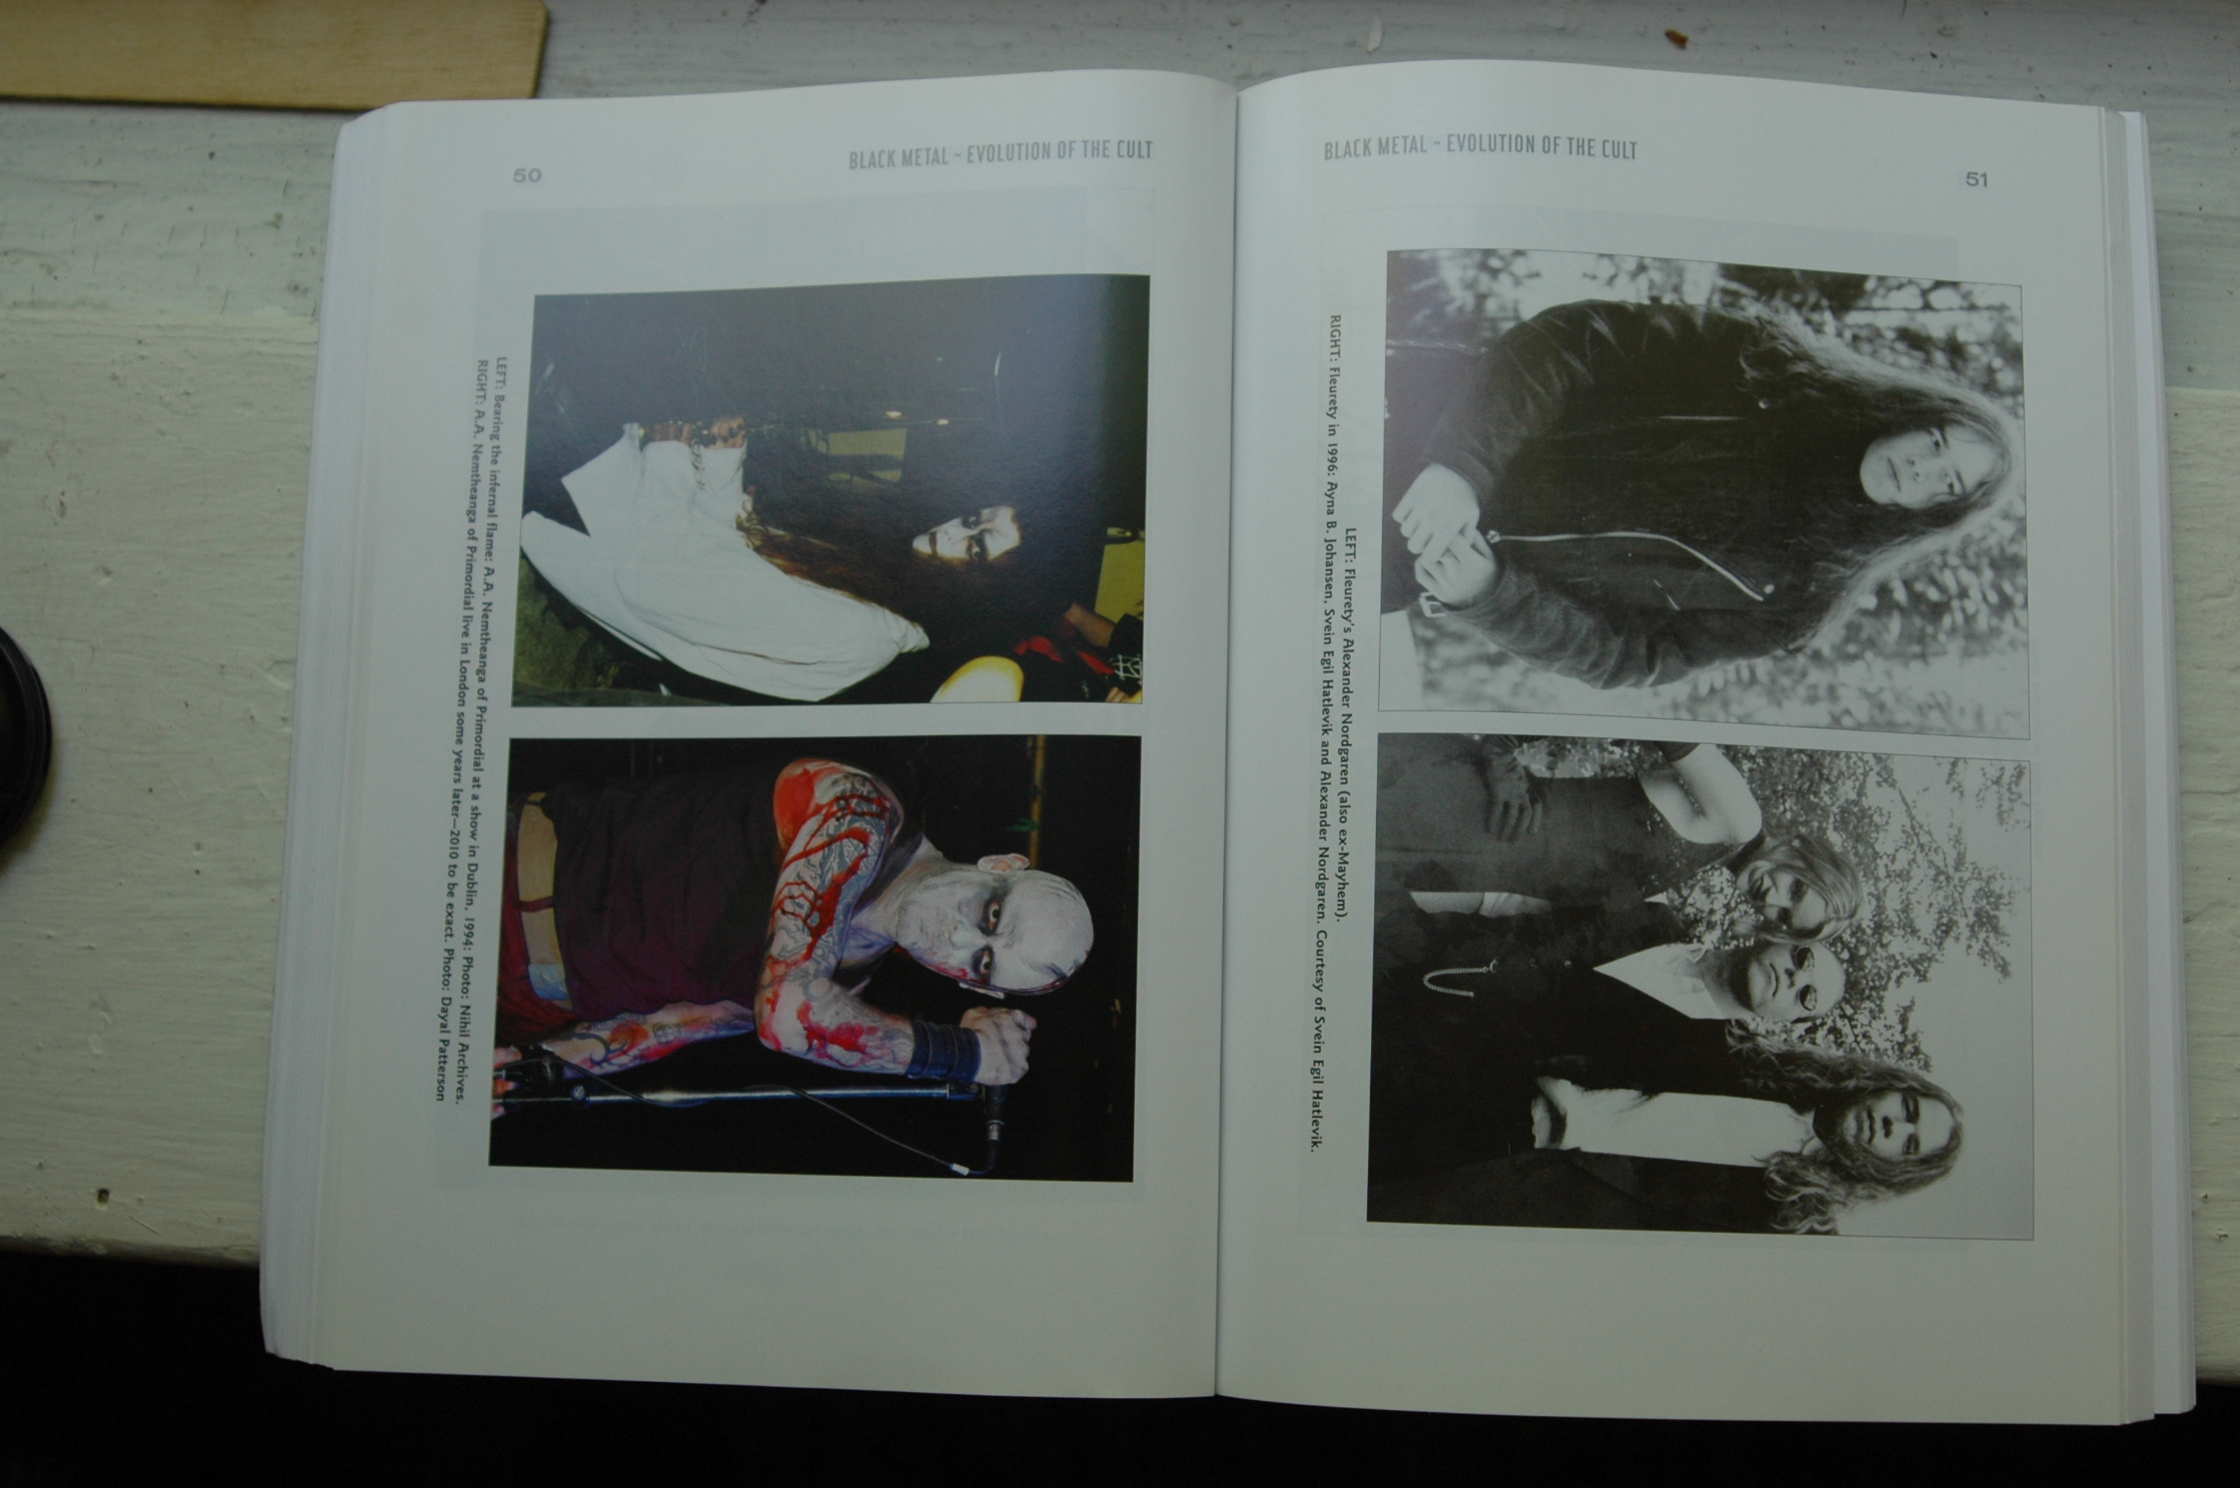 50
BLACK METAL ~ EVOLUTION OF THE CULT
LEFT: Bearing the infernal flame: A.A. Nemtheanga of Primordial at a show in Dublin, 1994: Photo: Nihil Archives.
RIGHT: A.A. Nemtheanga of Primordial live in London some years later—2010 to be exact. Photo: Dayal Patterson
BLACK METAL ~ EVOLUTION OF THE CULT
51
LEFT: Fleurety's Alexander Nordgaren (also ex-Mayhem).
RIGHT: Fleurety in 1996: Ayna B. Johansen, Svein Egil Hatlevik and Alexander Nordgaren. Courtesy of Svein Egil Hatlevik.